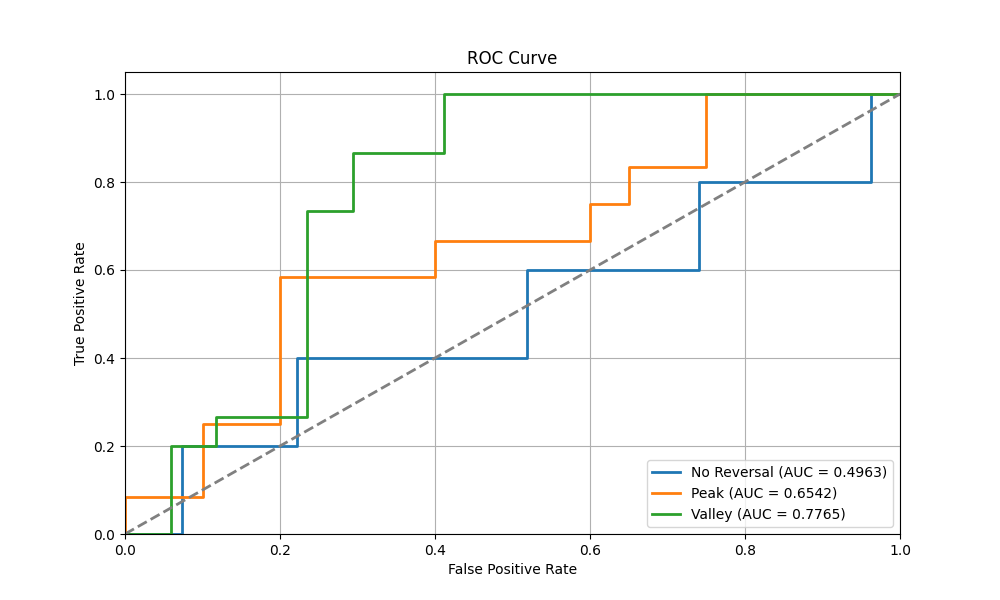 ROC Curve
True Positive Rate
1.0
0.8
0.6
0.4
0.2
0.0
0.0 0.2 0.4 0.6 0.8 1.0
False Positive Rate
No Reversal (AUC = 0.4963)
Peak (AUC = 0.6542)
Valley (AUC = 0.7765)